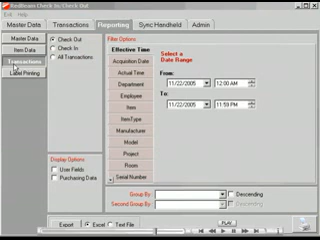 RedBeam Check-In/Check Out
Exit Help
Master Data Transactions Reporting Sync Handheld Admin
Master Data
Item Data
Transactions
Label Printing
Check Out
Check In
All Transactions
Display Options
User Fields
Purchasing Data
Filter Options
Effective Time
Acquisition Date
Actual Time
Department
Employee
Item
ItemType
Manufacturer
Model
Project
Room
Serial Number
Select a
Date Range
From:
11/22/2005 12:00 AM
To:
11/22/2005 11:59 PM
Group By: Descending
Second Group By: Descending
Export Excel Text File
PLAY